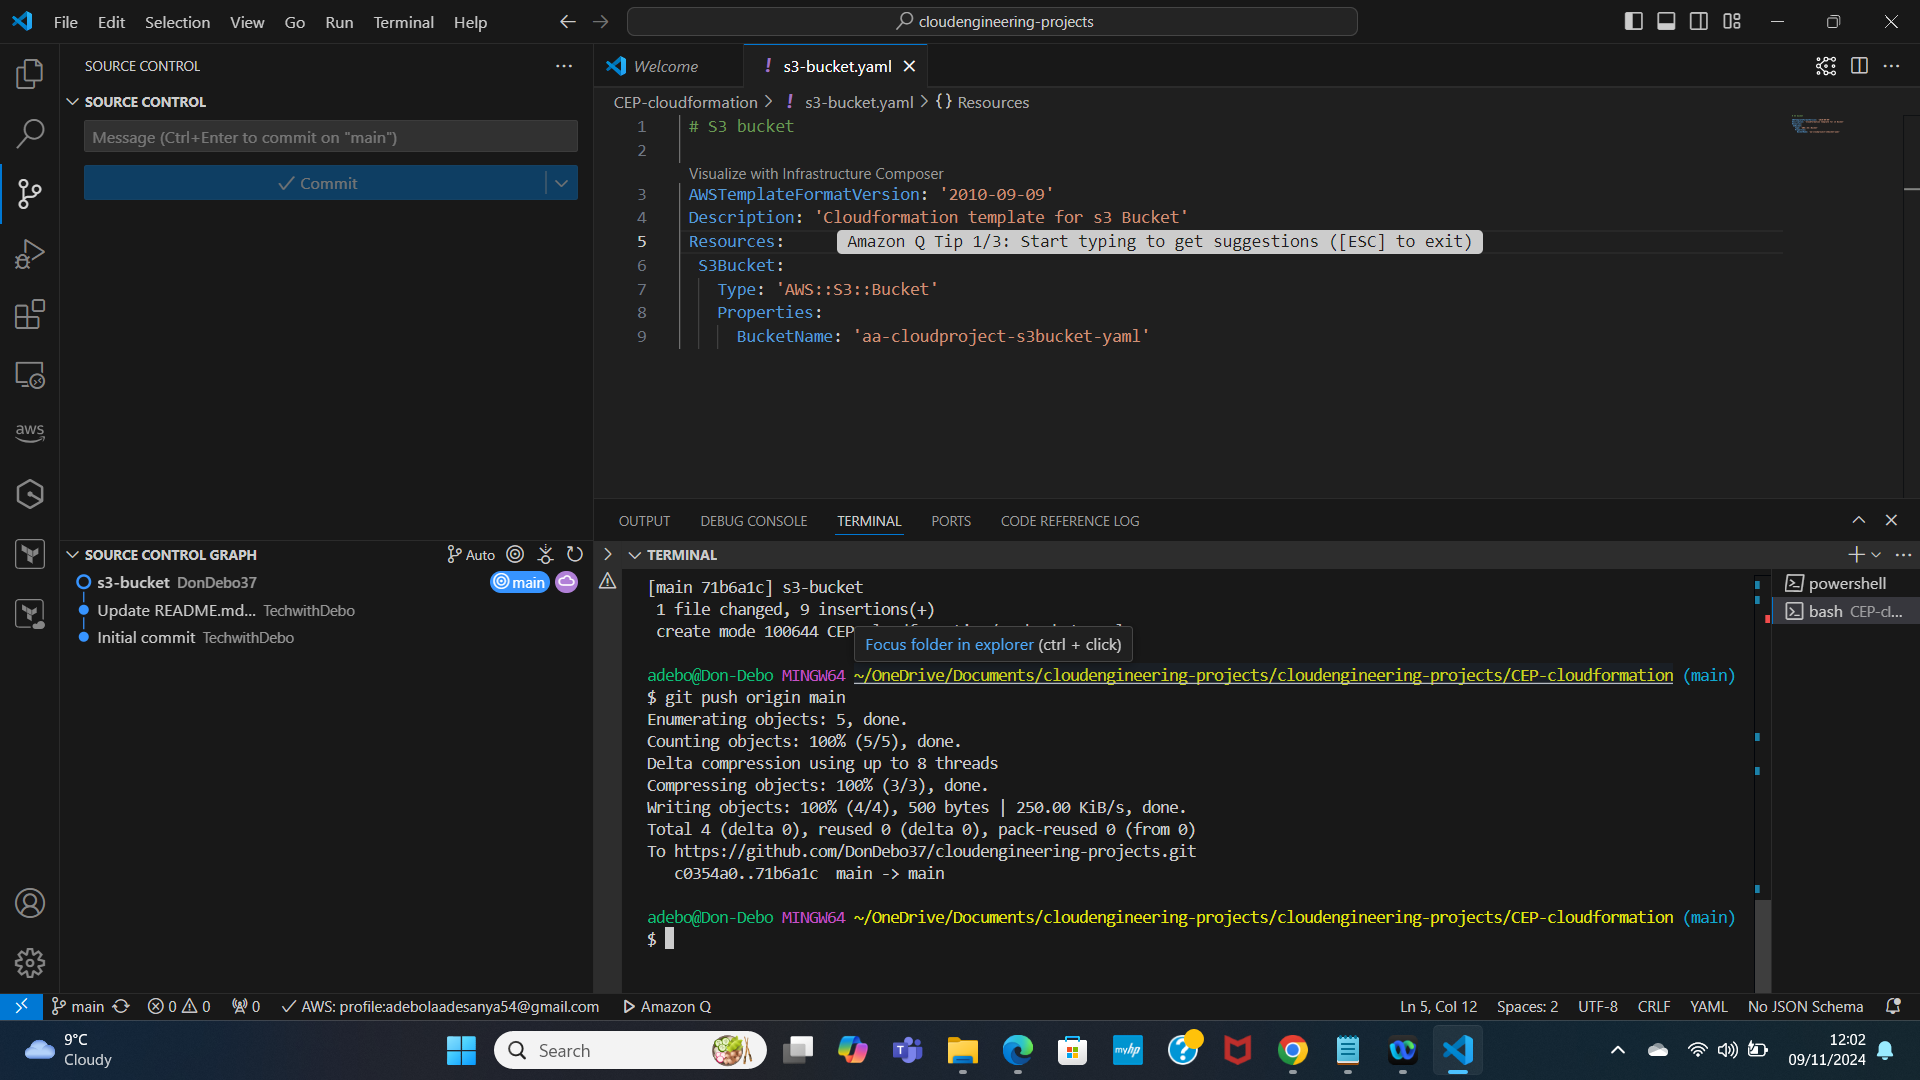 File Edit Selection View Go Run Terminal Help
cloudengineering-projects
SOURCE CONTROL
SOURCE CONTROL
Message (Ctrl+Enter to commit on "main")
Commit
Welcome
! s3-bucket.yaml
CEP-cloudformation > ! s3-bucket.yaml > {} Resources
1 # S3 bucket
2
Visualize with Infrastructure Composer
3 AWSTemplateFormatVersion: '2010-09-09'
4 Description: 'Cloudformation template for s3 Bucket'
5 Resources: Amazon Q Tip 1/3: Start typing to get suggestions ([ESC] to exit)
6 S3Bucket:
7 Type: 'AWS::S3::Bucket'
8 Properties:
9 BucketName: 'aa-cloudproject-s3bucket-yaml'
aws
SOURCE CONTROL GRAPH
Auto
s3-bucket DonDebo37
main
Update README.md... TechwithDebo
Initial commit TechwithDebo
OUTPUT DEBUG CONSOLE TERMINAL PORTS CODE REFERENCE LOG
TERMINAL
powershell
bash CEP-cl...
[main 71b6a1c] s3-bucket
1 file changed, 9 insertions(+)
create mode 100644 CEP
Focus folder in explorer (ctrl + click)
adebo@Don-Debo MINGW64 ~/OneDrive/Documents/cloudengineering-projects/cloudengineering-projects/CEP-cloudformation (main)
$ git push origin main
Enumerating objects: 5, done.
Counting objects: 100% (5/5), done.
Delta compression using up to 8 threads
Compressing objects: 100% (3/3), done.
Writing objects: 100% (4/4), 500 bytes | 250.00 KiB/s, done.
Total 4 (delta 0), reused 0 (delta 0), pack-reused 0 (from 0)
To https://github.com/DonDebo37/cloudengineering-projects.git
c0354a0..71b6a1c main -> main
adebo@Don-Debo MINGW64 ~/OneDrive/Documents/cloudengineering-projects/cloudengineering-projects/CEP-cloudformation (main)
$
main 0 0 0 AWS: profile:adebolaadesanya54@gmail.com Amazon Q
Ln 5, Col 12 Spaces: 2 UTF-8 CRLF YAML No JSON Schema
9°C
Cloudy
Search
myhp
12:02
09/11/2024